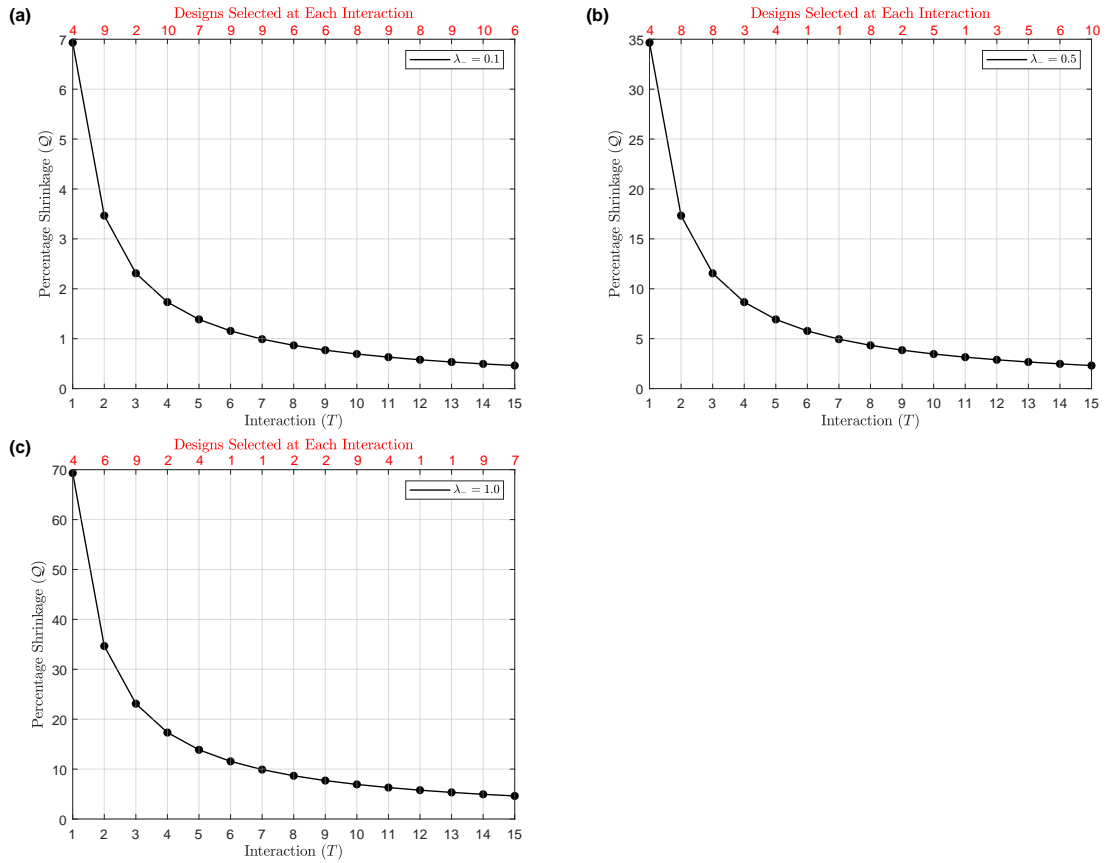 (a)
Designs Selected at Each Interaction
4 9 2 10 7 9 9 6 6 8 9 8 9 10 6
λ₋ = 0.1
Percentage Shrinkage (𝒬)
7
6
5
4
3
2
1
0
1 2 3 4 5 6 7 8 9 10 11 12 13 14 15
Interaction (T)
(b)
Designs Selected at Each Interaction
4 8 8 3 4 1 1 8 2 5 1 3 5 6 10
λ₋ = 0.5
Percentage Shrinkage (𝒬)
35
30
25
20
15
10
5
0
1 2 3 4 5 6 7 8 9 10 11 12 13 14 15
Interaction (T)
(c)
Designs Selected at Each Interaction
4 6 9 2 4 1 1 2 2 9 4 1 1 9 7
λ₋ = 1.0
Percentage Shrinkage (𝒬)
70
60
50
40
30
20
10
0
1 2 3 4 5 6 7 8 9 10 11 12 13 14 15
Interaction (T)